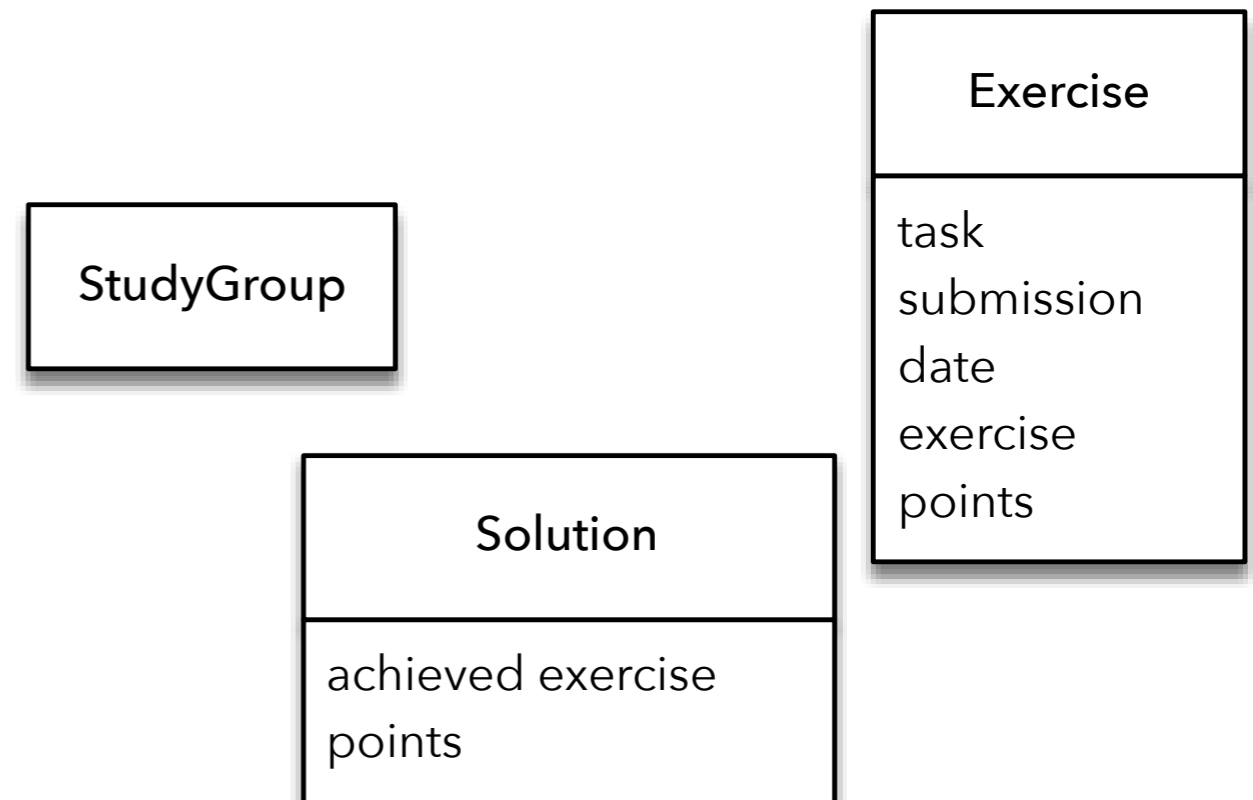 Exercise
task
submission
date
exercise
points
StudyGroup
Solution
achieved exercise
points